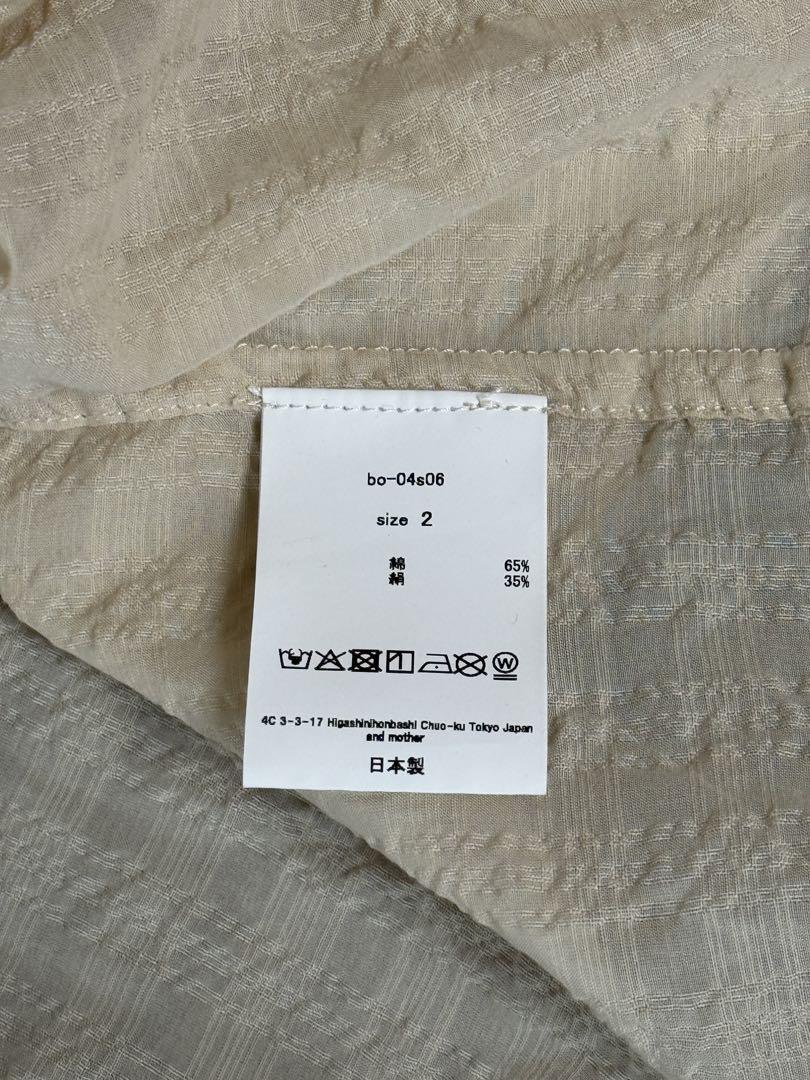 bo-04s06
size 2
綿 65%
絹 35%
4C 3-3-17 Higashinihonbashi Chuo-ku Tokyo Japan
and mother
日本製